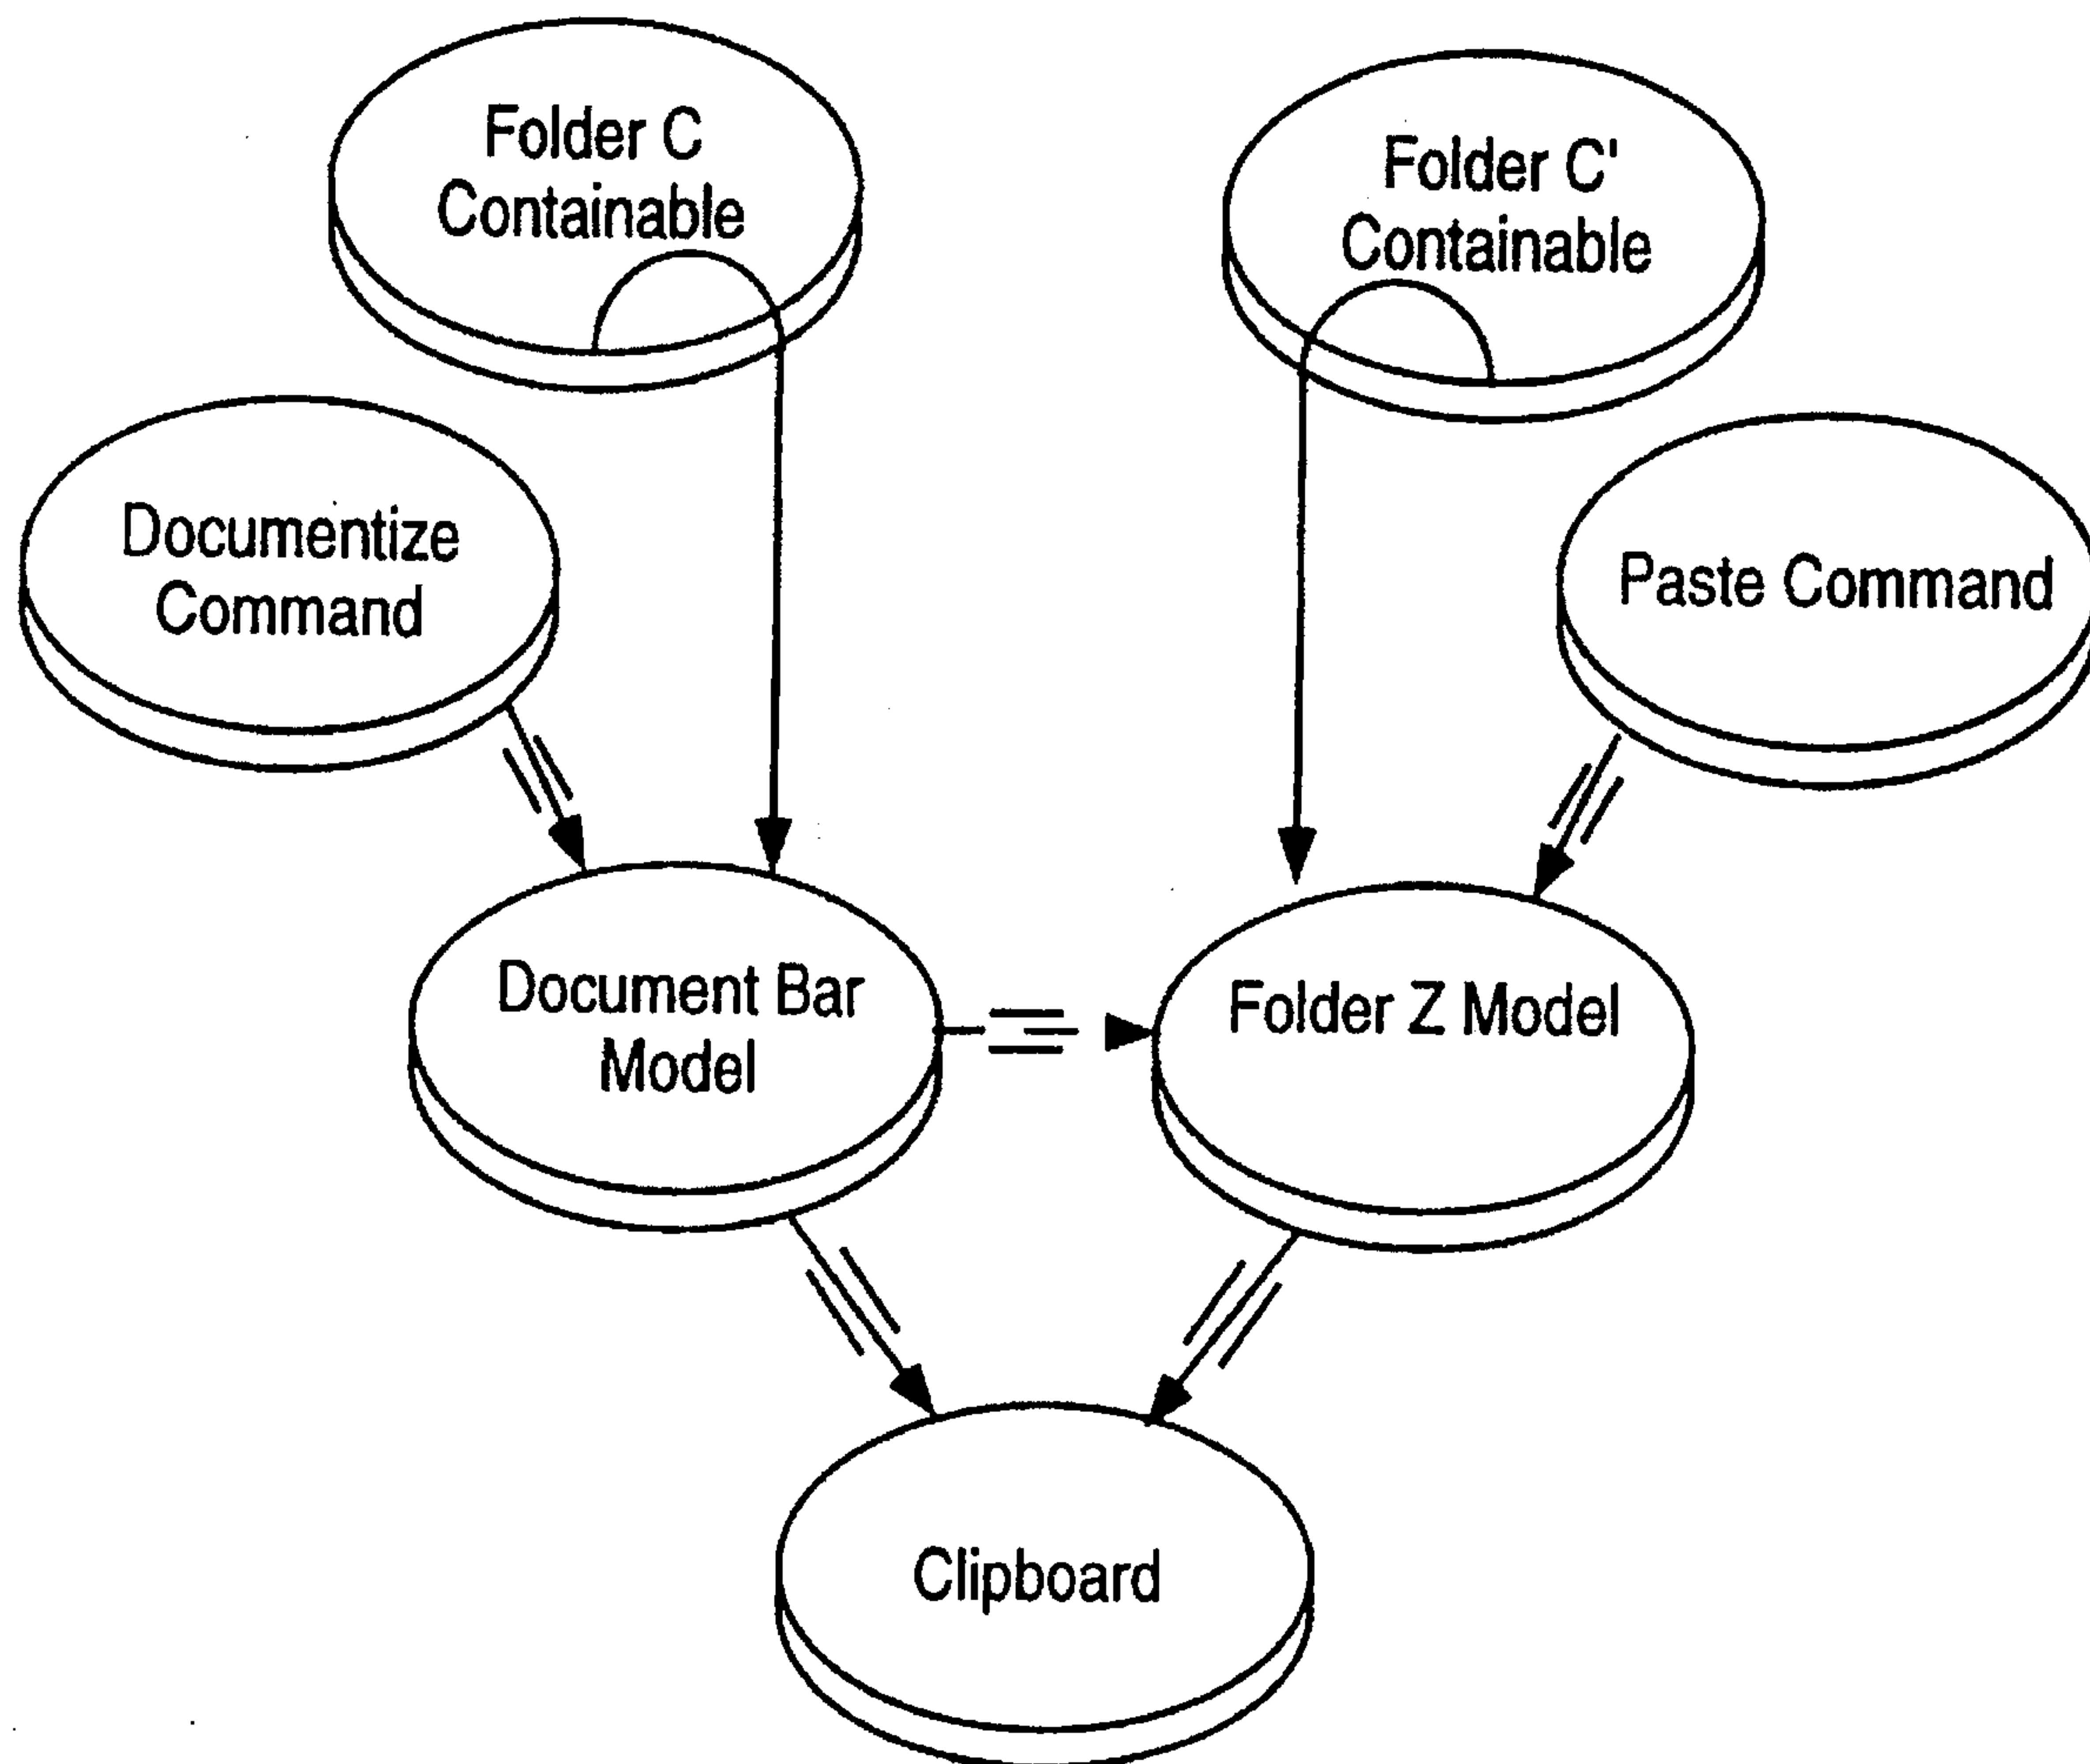 Folder C
Containable
Folder C'
Containable
Documentize
Command
Paste Command
Document Bar
Model
Folder Z Model
Clipboard